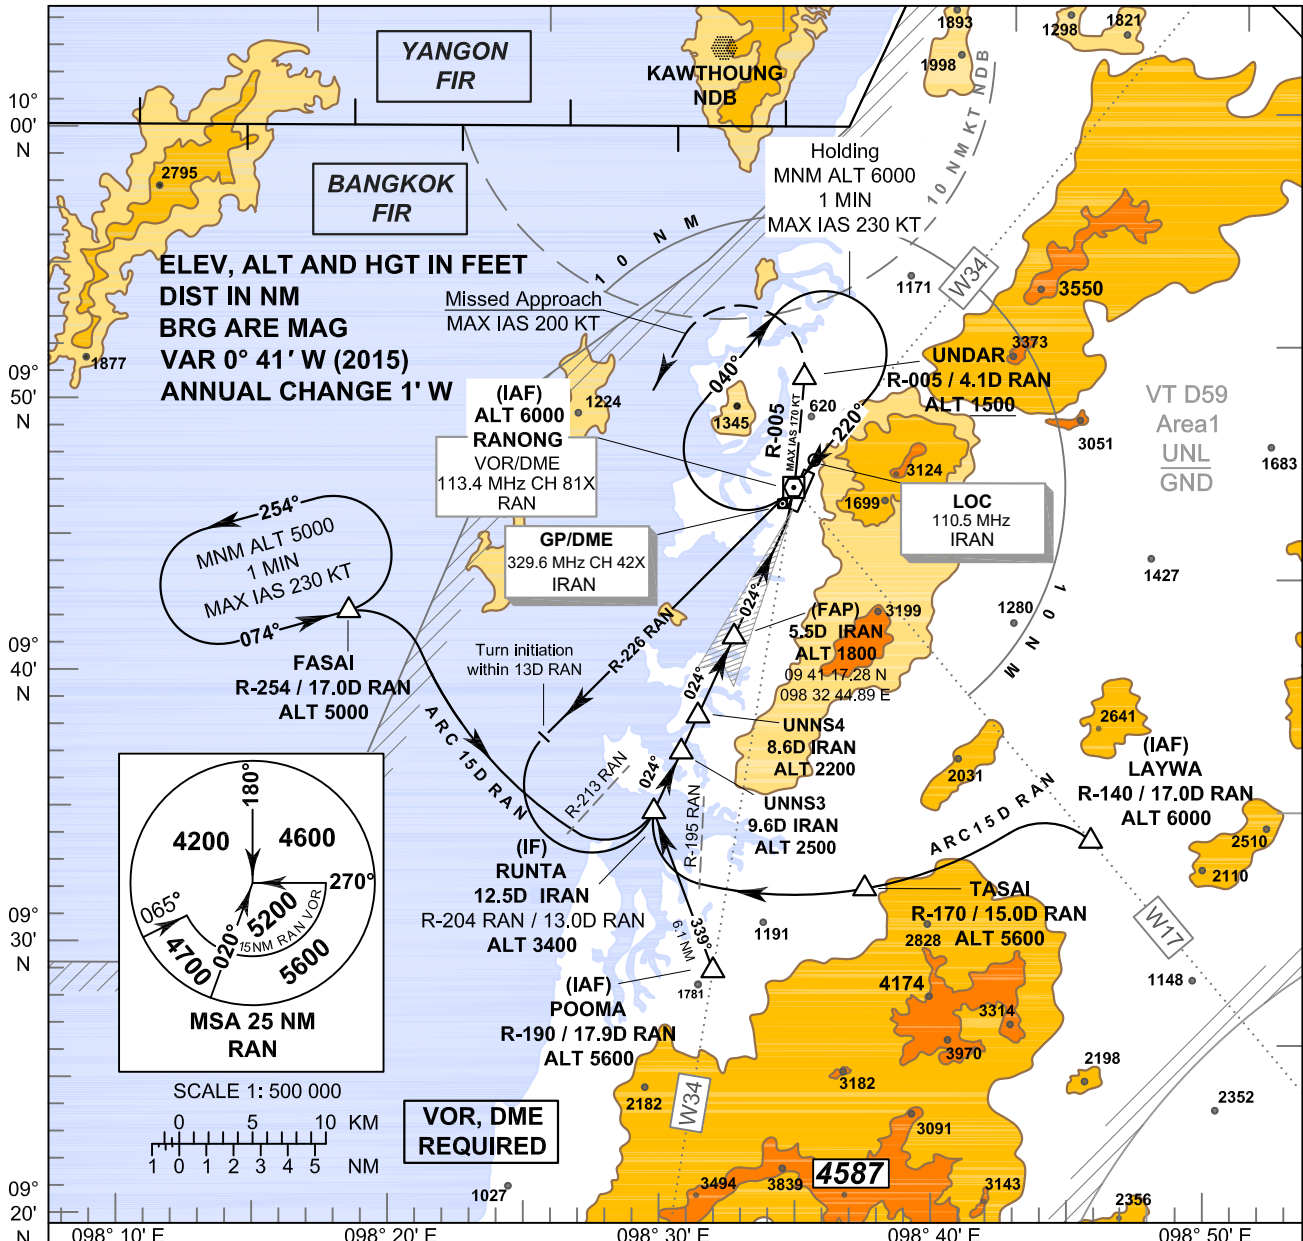 1893
1298
1821
1998
YANGON
FIR
KAWTHOUNG
NDB
10°
00'
N
BANGKOK
FIR
2795
Holding
MNM ALT 6000
1 MIN
MAX IAS 230 KT
10 NM KT NDB
10 NM
W34
ELEV, ALT AND HGT IN FEET
DIST IN NM
BRG ARE MAG
VAR 0° 41' W (2015)
ANNUAL CHANGE 1' W
Missed Approach
MAX IAS 200 KT
1171
3550
1877
3373
09°
50'
N
040°
UNDAR
R-005 / 4.1D RAN
ALT 1500
(IAF)
ALT 6000
RANONG
VOR/DME
113.4 MHz CH 81X
RAN
1224
1345
R-005
MAX IAS 170 KT
620
220°
3051
VT D59
Area1
UNL
GND
1683
3124
1699
LOC
110.5 MHz
IRAN
GP/DME
329.6 MHz CH 42X
IRAN
254°
MNM ALT 5000
1 MIN
MAX IAS 230 KT
074°
1427
1280
10 NM
024°
R-226 RAN
3199
(FAP)
5.5D IRAN
ALT 1800
09 41 17.28 N
098 32 44.89 E
09°
40'
N
FASAI
R-254 / 17.0D RAN
ALT 5000
Turn initiation
within 13D RAN
024°
UNNS4
8.6D IRAN
ALT 2200
2641
(IAF)
LAYWA
R-140 / 17.0D RAN
ALT 6000
2031
ARC 15D RAN
R-213 RAN
024°
UNNS3
9.6D IRAN
ALT 2500
R-195 RAN
ARC 15D RAN
2510
2110
180°
4200
4600
270°
065°
5200
15NM RAN VOR
020°
4700
5600
MSA 25 NM
RAN
(IF)
RUNTA
12.5D IRAN
R-204 RAN / 13.0D RAN
ALT 3400
TASAI
R-170 / 15.0D RAN
ALT 5600
09°
30'
N
339°
6.1 NM
1191
2828
W17
1781
(IAF)
POOMA
R-190 / 17.9D RAN
ALT 5600
4174
3314
3970
1148
2198
2352
3182
2182
W34
3091
SCALE 1: 500 000
0 5 10 KM
1 0 1 2 3 4 5 NM
VOR, DME
REQUIRED
1027
3494
3839
4587
3143
2356
09°
20'
N
098° 10' E
098° 20' E
098° 30' E
098° 40' E
098° 50' E